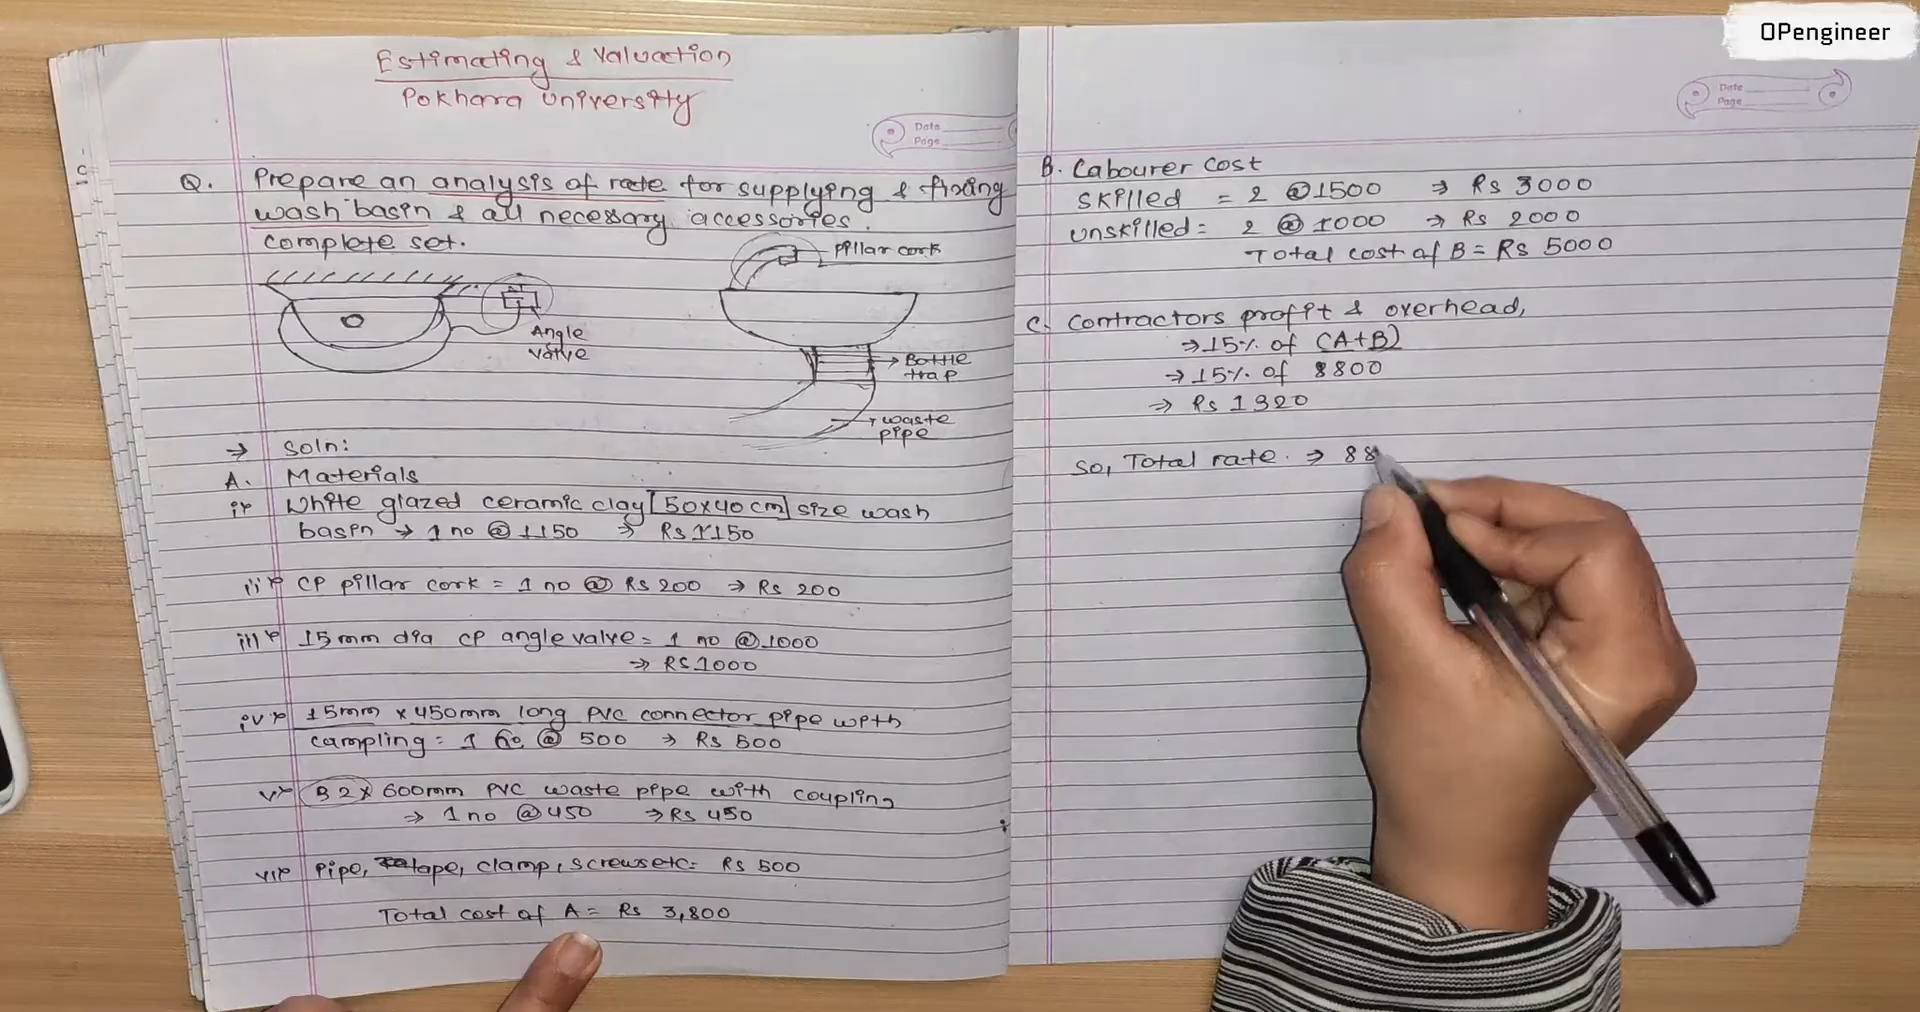 OPengineer
Estimating & Valuation
Pokhara University
Date
Page
Q. Prepare an analysis of rate for supplying & fixing
wash basin & all necessary accessories.
complete set.
Pillar cork
Angle
valve
Bottle
trap
waste
pipe
→ Soln:
A. Materials
i) White glazed ceramic clay [50x40 cm] size wash
basin → 1 no @ 1150 ⇒ Rs 1150
ii) CP pillar cork = 1 no @ Rs 200 → Rs 200
iii) 15mm dia CP angle valve = 1 no @ 1000
→ RS 1000
iv) 15mm x 450mm long PVC connector pipe with
campling = 1 no @ 500 → Rs 500
v) 32 x 600mm PVC waste pipe with coupling
⇒ 1 no @ 450 → Rs 450
vi) Pipe, tape, clamp, screws etc = Rs 500
Total cost of A = Rs 3,800
Date
Page
B. Labourer cost
skilled = 2 @ 1500 ⇒ Rs 3000
unskilled = 2 @ 1000 ⇒ Rs 2000
Total cost of B = Rs 5000
C. Contractors profit & overhead,
→ 15% of (A+B)
→ 15% of 8800
⇒ Rs 1320
So, Total rate. ⇒ 88